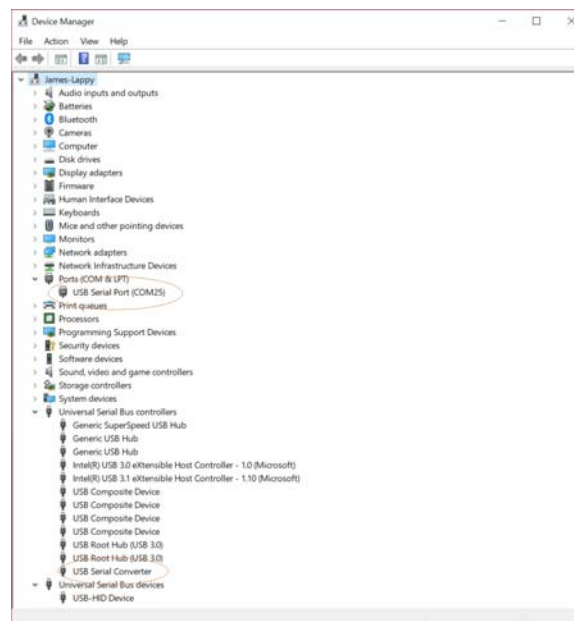 Device Manager
File Action View Help
James-Lappy
Audio inputs and outputs
Batteries
Bluetooth
Cameras
Computer
Disk drives
Display adapters
Firmware
Human Interface Devices
Keyboards
Mice and other pointing devices
Monitors
Network adapters
Network Infrastructure Devices
Ports (COM & LPT)
USB Serial Port (COM25)
Print queues
Processors
Programming Support Devices
Security devices
Software devices
Sound, video and game controllers
Storage controllers
System devices
Universal Serial Bus controllers
Generic SuperSpeed USB Hub
Generic USB Hub
Generic USB Hub
Intel(R) USB 3.0 eXtensible Host Controller - 1.0 (Microsoft)
Intel(R) USB 3.1 eXtensible Host Controller - 1.10 (Microsoft)
USB Composite Device
USB Composite Device
USB Composite Device
USB Composite Device
USB Root Hub (USB 3.0)
USB Root Hub (USB 3.0)
USB Serial Converter
Universal Serial Bus devices
USB-HID Device